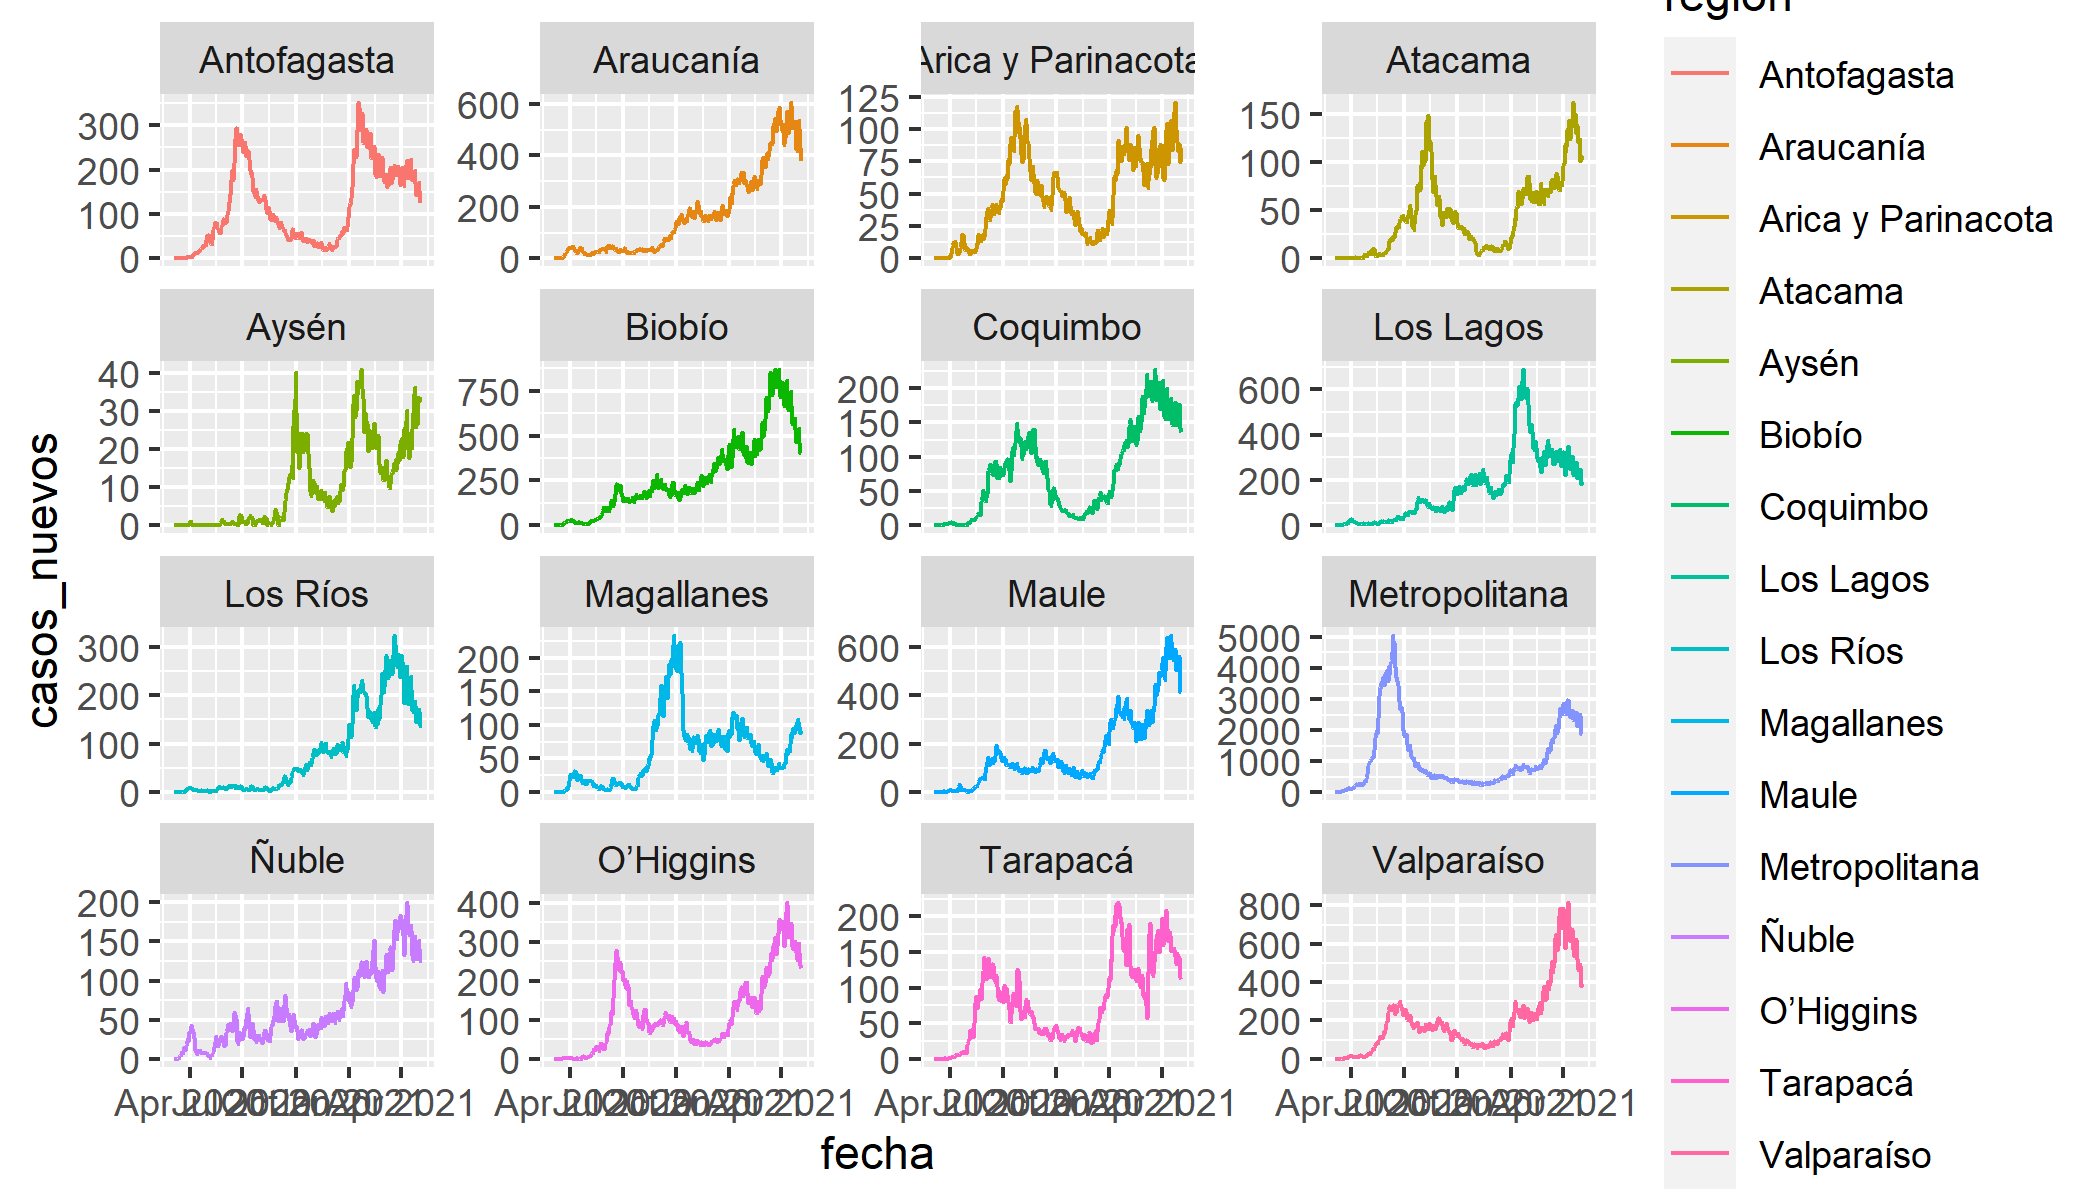 región
Antofagasta
Araucanía
Arica y Parinacota
Atacama
300
200
100
0
600
400
200
0
125
100
75
50
25
0
150
100
50
0
Aysén
Biobío
Coquimbo
Los Lagos
40
30
20
10
0
750
500
250
0
200
150
100
50
0
600
400
200
0
Los Ríos
Magallanes
Maule
Metropolitana
300
200
100
0
200
150
100
50
0
600
400
200
0
5000
4000
3000
2000
1000
0
Ñuble
O’Higgins
Tarapacá
Valparaíso
200
150
100
50
0
400
300
200
100
0
200
150
100
50
0
800
600
400
200
0
casos_nuevos
fecha
Antofagasta
Araucanía
Arica y Parinacota
Atacama
Aysén
Biobío
Coquimbo
Los Lagos
Los Ríos
Magallanes
Maule
Metropolitana
Ñuble
O’Higgins
Tarapacá
Valparaíso